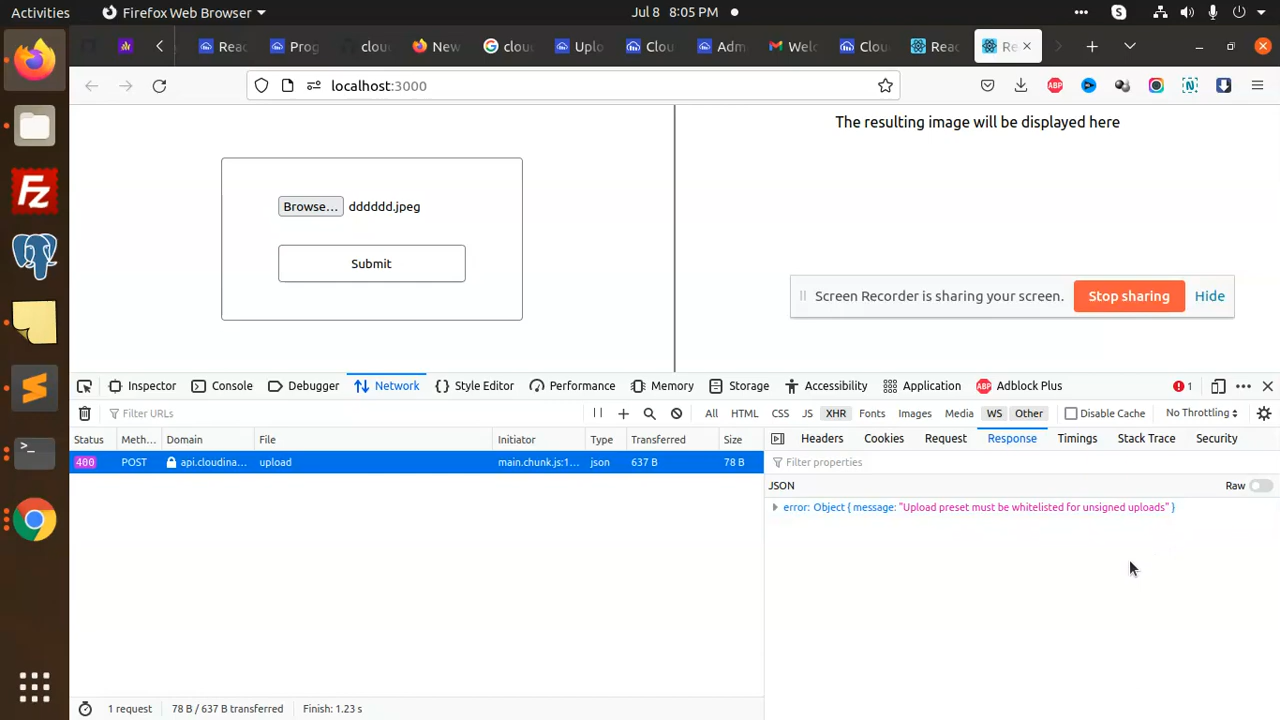 Activities
Firefox Web Browser
Jul 8 8:05 PM
Reac
Prog
clou
New
clou
Uplo
Clou
Adm
Welc
Clou
Reac
Re
localhost:3000
The resulting image will be displayed here
Browse... dddddd.jpeg
Submit
Screen Recorder is sharing your screen. Stop sharing Hide
Inspector Console Debugger Network Style Editor Performance Memory Storage Accessibility Application Adblock Plus 1
Filter URLs
All HTML CSS JS XHR Fonts Images Media WS Other Disable Cache No Throttling
Status Meth... Domain File Initiator Type Transferred Size
400 POST api.cloudina... upload main.chunk.js:1... json 637 B 78 B
Headers Cookies Request Response Timings Stack Trace Security
Filter properties
JSON Raw
error: Object { message: "Upload preset must be whitelisted for unsigned uploads" }
1 request 78 B / 637 B transferred Finish: 1.23 s